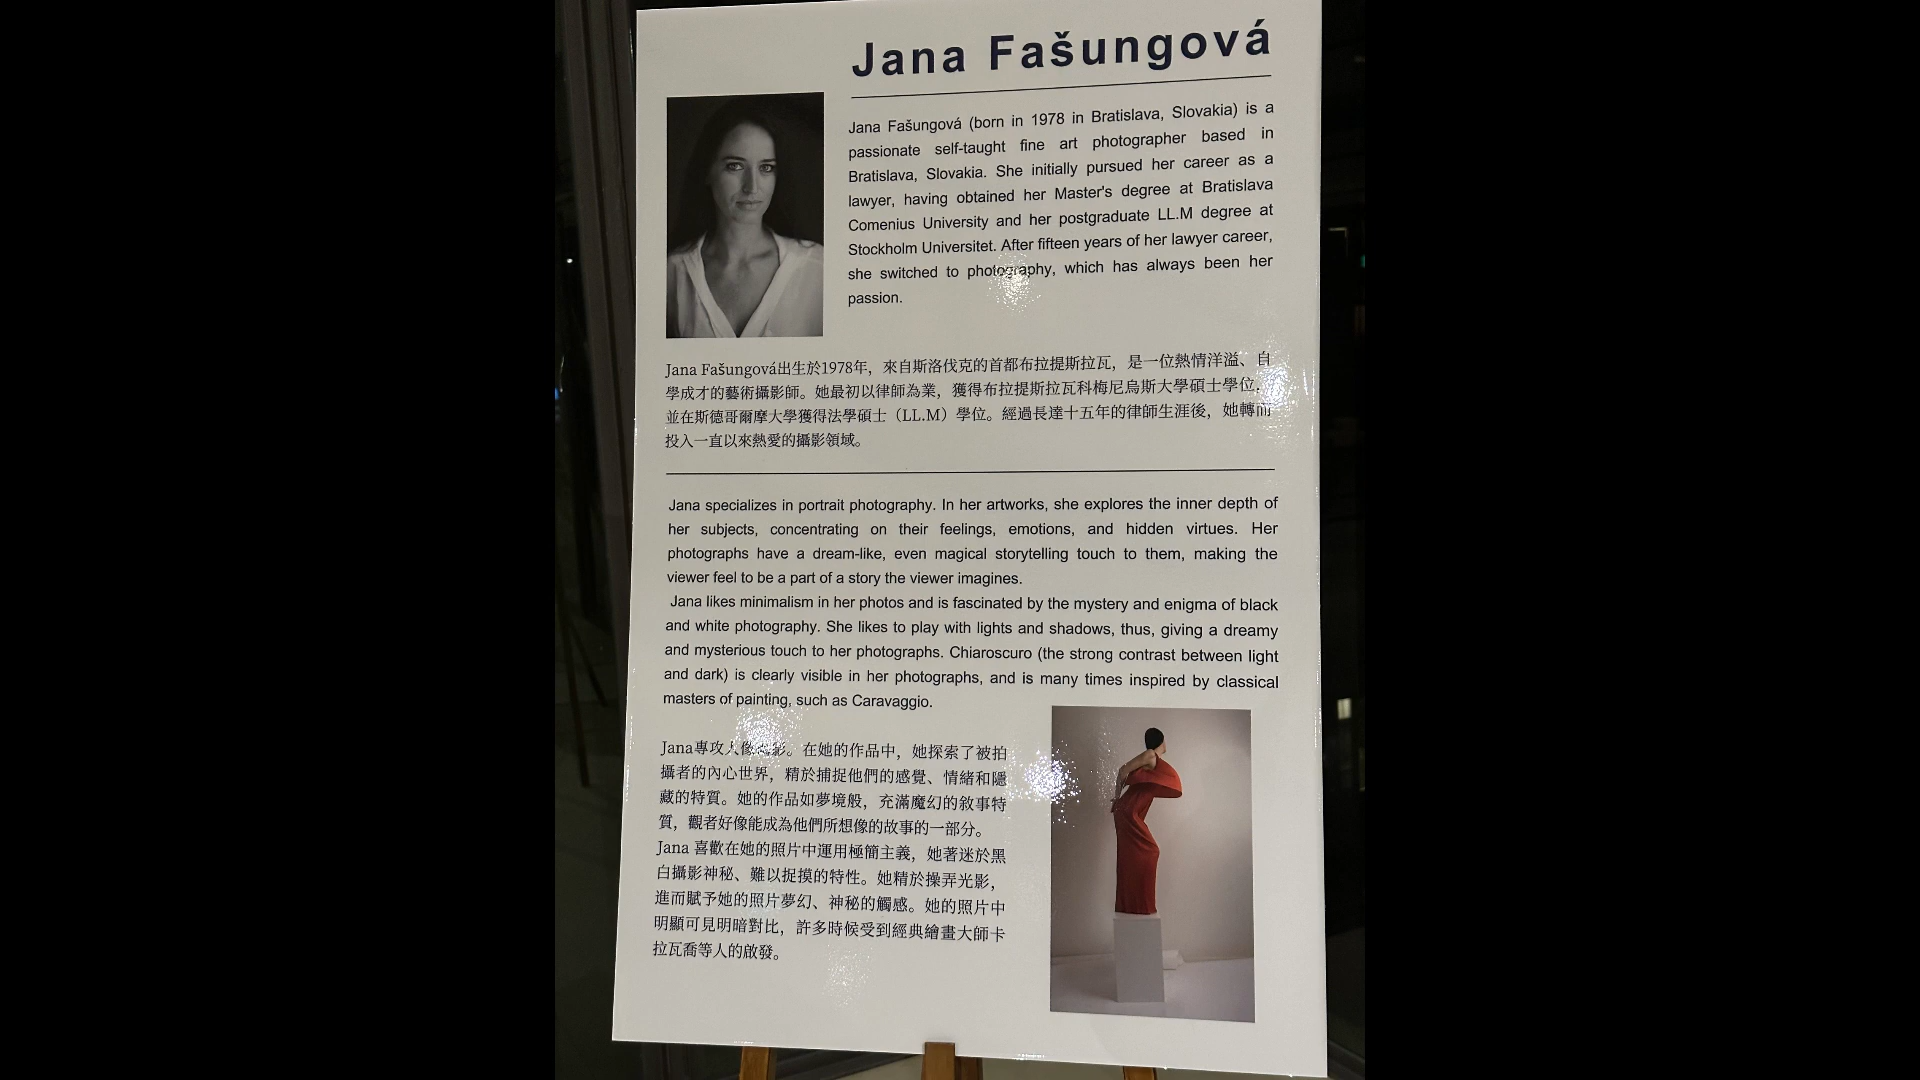 Jana Fašungová
Jana Fašungová (born in 1978 in Bratislava, Slovakia) is a
passionate self-taught fine art photographer based in
Bratislava, Slovakia. She initially pursued her career as a
lawyer, having obtained her Master's degree at Bratislava
Comenius University and her postgraduate LL.M degree at
Stockholm Universitet. After fifteen years of her lawyer career,
she switched to photography, which has always been her
passion.
Jana Fašungová出生於1978年，來自斯洛伐克的首都布拉提斯拉瓦，是一位熱情洋溢、自
學成才的藝術攝影師。她最初以律師為業，獲得布拉提斯拉瓦科梅尼烏斯大學碩士學位，
並在斯德哥爾摩大學獲得法學碩士（LL.M）學位。經過長達十五年的律師生涯後，她轉而
投入一直以來熱愛的攝影領域。
Jana specializes in portrait photography. In her artworks, she explores the inner depth of
her subjects, concentrating on their feelings, emotions, and hidden virtues. Her
photographs have a dream-like, even magical storytelling touch to them, making the
viewer feel to be a part of a story the viewer imagines.
Jana likes minimalism in her photos and is fascinated by the mystery and enigma of black
and white photography. She likes to play with lights and shadows, thus, giving a dreamy
and mysterious touch to her photographs. Chiaroscuro (the strong contrast between light
and dark) is clearly visible in her photographs, and is many times inspired by classical
masters of painting, such as Caravaggio.
Jana專攻人像攝影。在她的作品中，她探索了被拍
攝者的內心世界，精於捕捉他們的感覺、情緒和隱
藏的特質。她的作品如夢境般，充滿魔幻的敘事特
質，觀者好像能成為他們所想像的故事的一部分。
Jana 喜歡在她的照片中運用極簡主義，她著迷於黑
白攝影神秘、難以捉摸的特性。她精於操弄光影，
進而賦予她的照片夢幻、神秘的觸感。她的照片中
明顯可見明暗對比，許多時候受到經典繪畫大師卡
拉瓦喬等人的啟發。